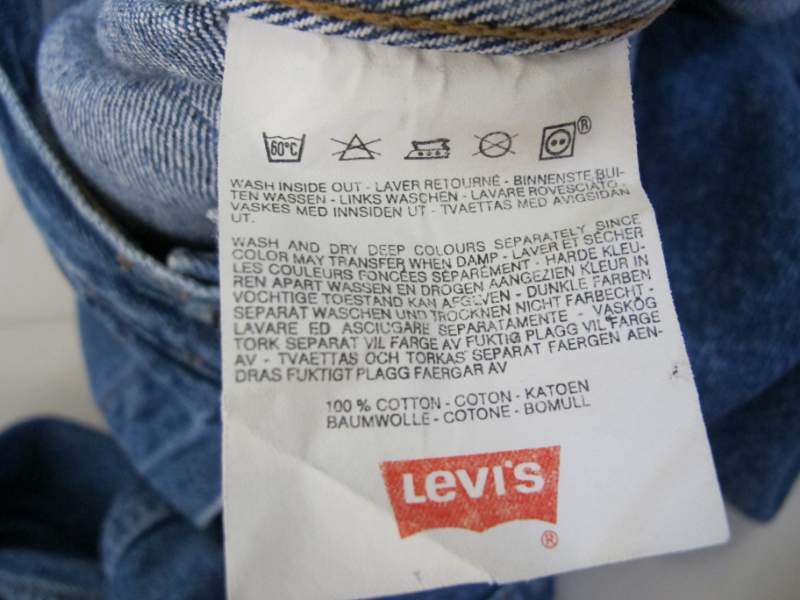 60°C ®
WASH INSIDE OUT - LAVER RETOURNÉ - BINNENSTE BUI-
TEN WASSEN - LINKS WASCHEN - LAVARE ROVESCIATO -
VASKES MED INNSIDEN UT - TVAETTAS MED AVIGSIDAN
UT.
WASH AND DRY DEEP COLOURS SEPARATELY SINCE
COLOR MAY TRANSFER WHEN DAMP - LAVER ET SÉCHER
LES COULEURS FONCÉES SÉPARÉMENT - HARDE KLEU-
REN APART WASSEN EN DROGEN AANGEZIEN KLEUR IN
VOCHTIGE TOESTAND KAN AFGEVEN - DUNKLE FARBEN
SEPARAT WASCHEN UND TROCKNEN NICHT FARBECHT -
LAVARE ED ASCIUGARE SEPARATAMENTE - VASKOG
TORK SEPARAT VIL FARGE AV FUKTIG PLAGG VIL FARGE
AV - TVAETTAS OCH TORKAS SEPARAT FAERGEN AEN-
DRAS FUKTIGT PLAGG FAERGAR AV
100 % COTTON - COTON - KATOEN
BAUMWOLLE - COTONE - BOMULL
LEVI'S
®